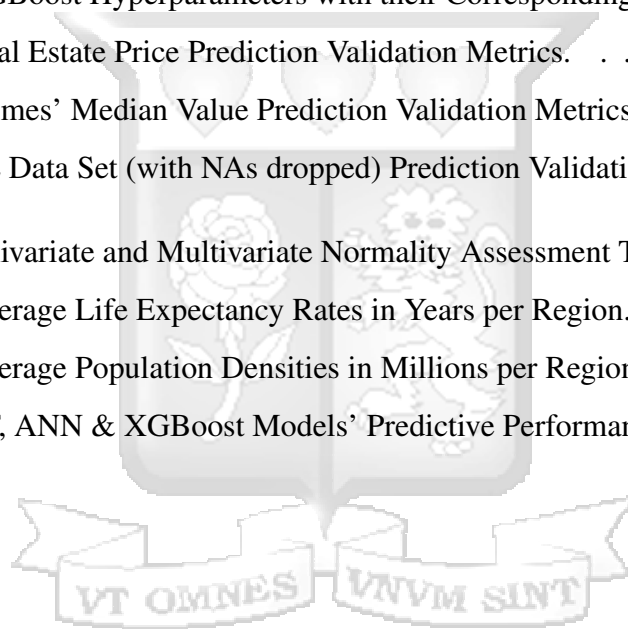 GBoost Hyperparameters with their Corresponding
al Estate Price Prediction Validation Metrics. . .
mes' Median Value Prediction Validation Metrics
Data Set (with NAs dropped) Prediction Validati
ivariate and Multivariate Normality Assessment T
erage Life Expectancy Rates in Years per Region.
erage Population Densities in Millions per Region
, ANN & XGBoost Models' Predictive Performan
VT OMNES VNVM SINT